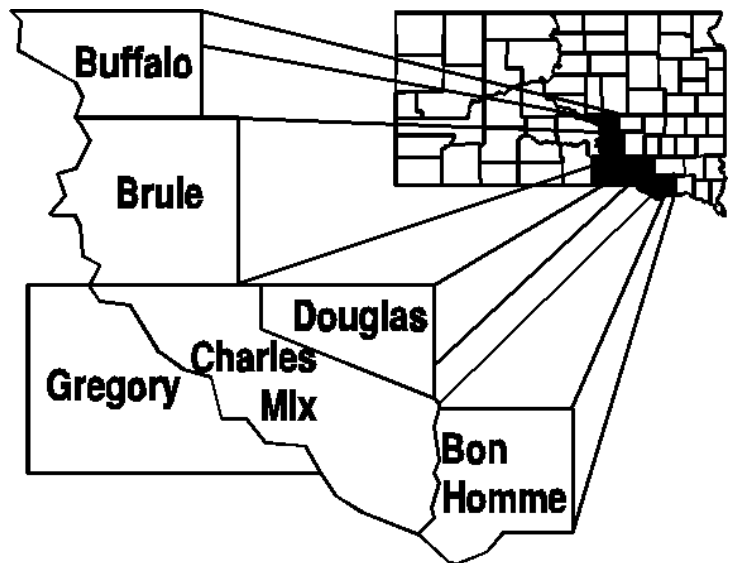 Buffalo
Brule
Douglas
Charles
Mix
Gregory
Bon
Homme